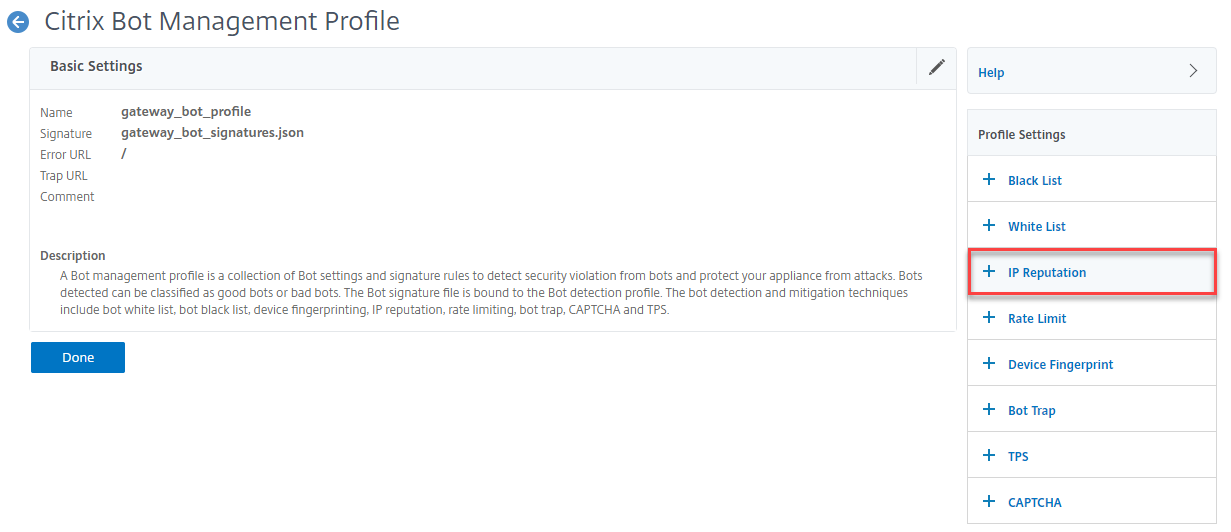 Citrix Bot Management Profile
Basic Settings
Name gateway_bot_profile
Signature gateway_bot_signatures.json
Error URL /
Trap URL
Comment
Description
A Bot management profile is a collection of Bot settings and signature rules to detect security violation from bots and protect your appliance from attacks. Bots
detected can be classified as good bots or bad bots. The Bot signature file is bound to the Bot detection profile. The bot detection and mitigation techniques
include bot white list, bot black list, device fingerprinting, IP reputation, rate limiting, bot trap, CAPTCHA and TPS.
Done
Help
Profile Settings
Black List
White List
IP Reputation
Rate Limit
Device Fingerprint
Bot Trap
TPS
CAPTCHA